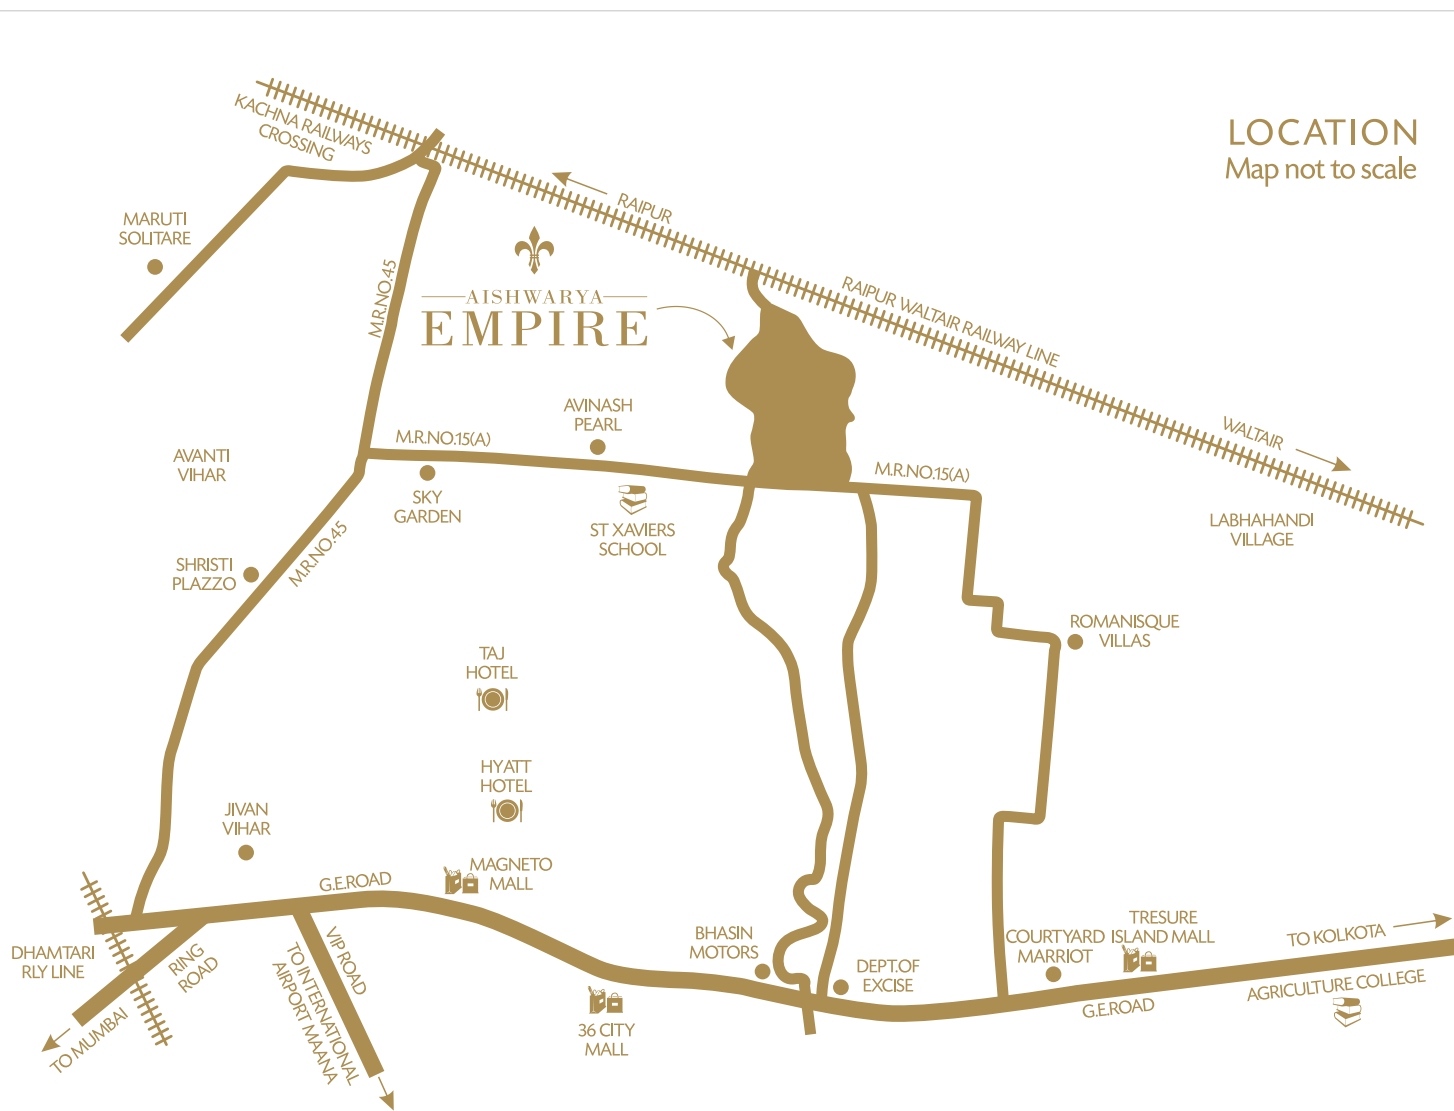 LOCATION
Map not to scale
KACHNA RAILWAYS
CROSSING
RAIPUR
MARUTI
SOLITARE
M.R.NO.45
AISHWARYA
EMPIRE
RAIPUR WALTAIR RAILWAY LINE
WALTAIR
AVINASH
PEARL
M.R.NO.15(A)
M.R.NO.15(A)
AVANTI
VIHAR
SKY
GARDEN
ST XAVIERS
SCHOOL
LABHAHANDI
VILLAGE
M.R.NO.45
SHRISTI
PLAZZO
ROMANISQUE
VILLAS
TAJ
HOTEL
HYATT
HOTEL
JIVAN
VIHAR
MAGNETO
MALL
G.E.ROAD
DHAMTARI
RLY LINE
RING
ROAD
VIP ROAD
TO INTERNATIONAL
AIRPORT MAANA
TO MUMBAI
BHASIN
MOTORS
DEPT.OF
EXCISE
36 CITY
MALL
COURTYARD
MARRIOT
TRESURE
ISLAND MALL
G.E.ROAD
TO KOLKOTA
AGRICULTURE COLLEGE